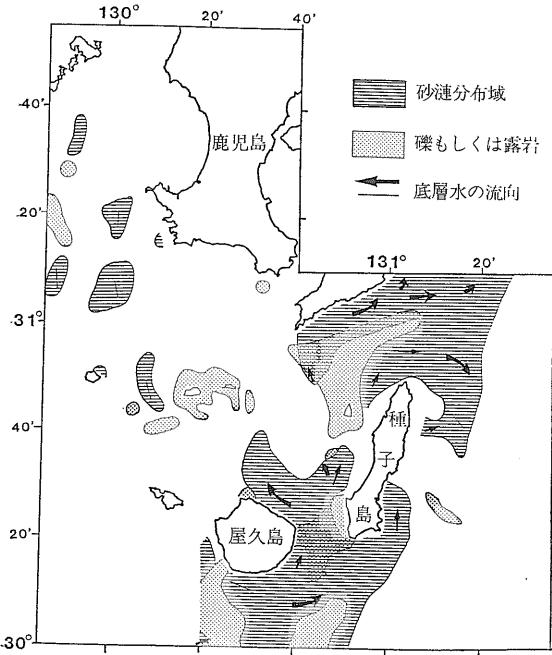 130°
20′
40′
砂漣分布域
礫もしくは露岩
底層水の流向
-40′
鹿児島
-20′
131°
20′
-31°
40′
種
子
島
屋久島
20′
-30°